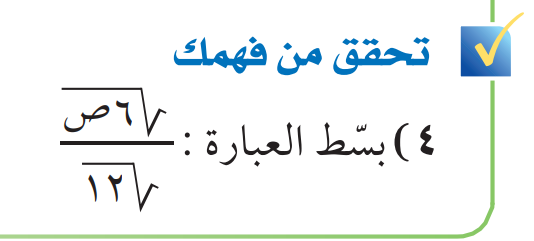 تحقق من فهمك
٤) بسّط العبارة : √٦ص / √١٢